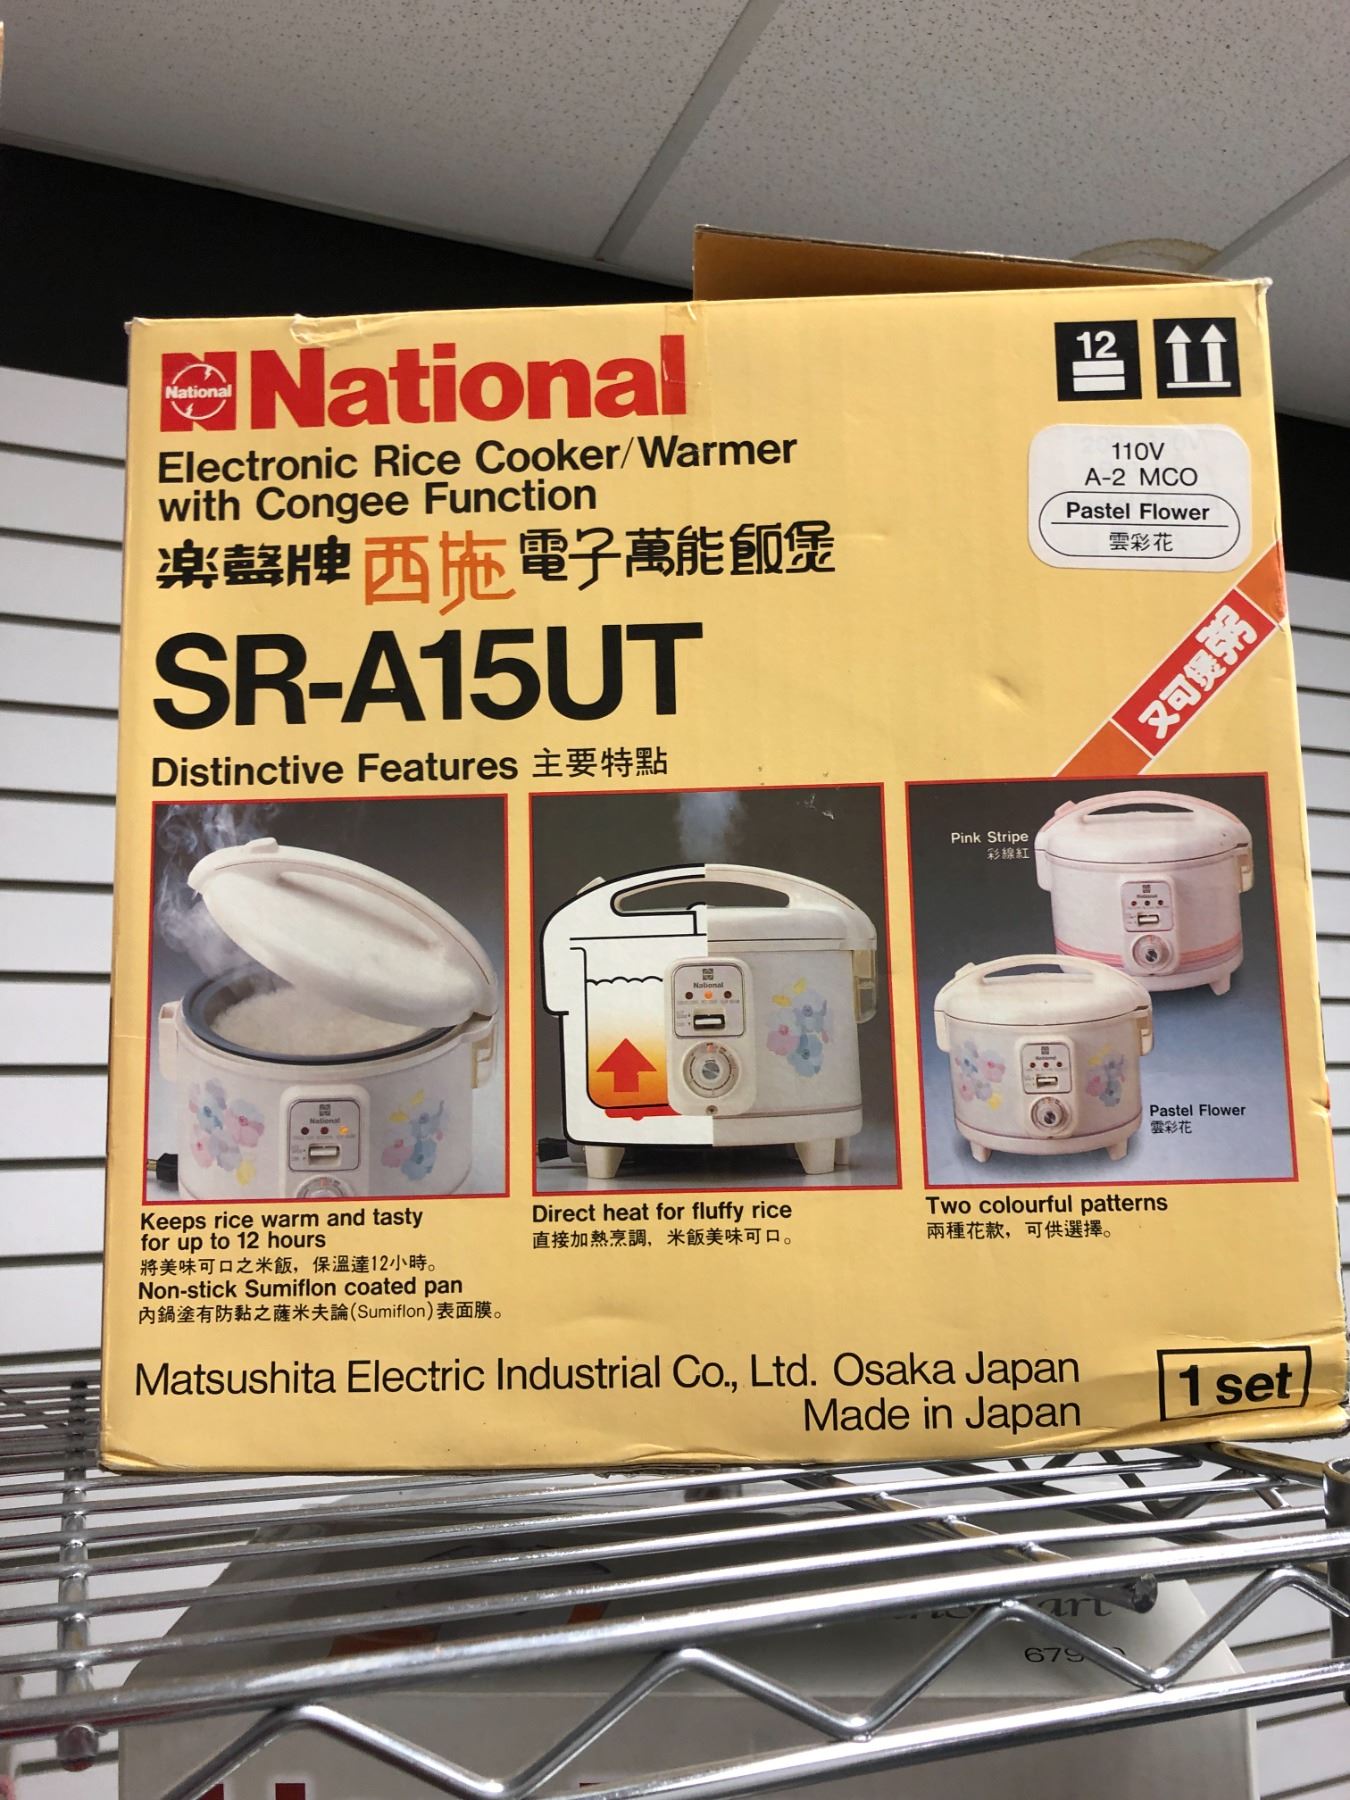 National
National
12
Electronic Rice Cooker/Warmer
with Congee Function
110V
A-2 MCO
Pastel Flower
雲彩花
楽聲牌 西施 電子萬能飯煲
SR-A15UT
又可煲粥
Distinctive Features 主要特點
National
National
Pink Stripe
彩線紅
National
National
Pastel Flower
雲彩花
Keeps rice warm and tasty
for up to 12 hours
將美味可口之米飯，保溫達12小時。
Non-stick Sumiflon coated pan
內鍋塗有防黏之薩米夫論(Sumiflon)表面膜。
Direct heat for fluffy rice
直接加熱烹調，米飯美味可口。
Two colourful patterns
兩種花款，可供選擇。
Matsushita Electric Industrial Co., Ltd. Osaka Japan
Made in Japan
1 set